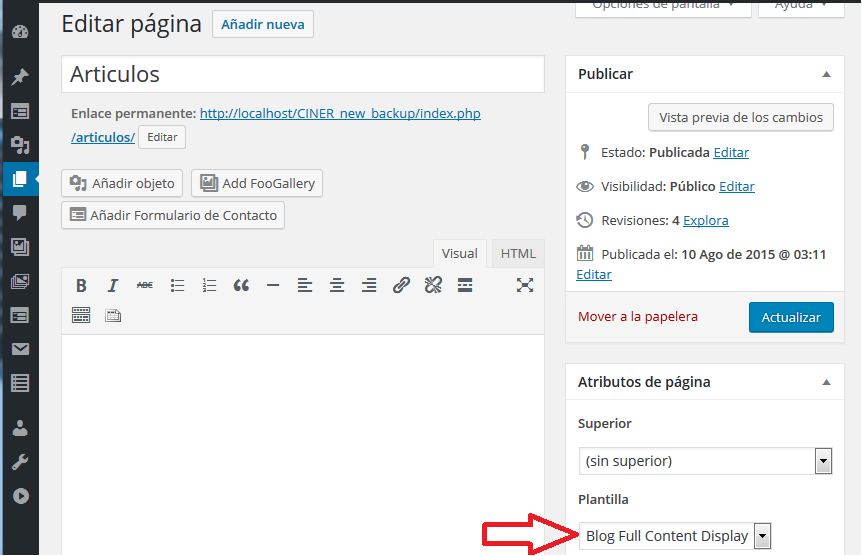 Opciones de pantalla
Ayuda
Editar página
Añadir nueva
Articulos
Enlace permanente: http://localhost/CINER_new_backup/index.php
/articulos/ Editar
Añadir objeto
Add FooGallery
Añadir Formulario de Contacto
Visual
HTML
B I ABC
Publicar
Vista previa de los cambios
Estado: Publicada Editar
Visibilidad: Público Editar
Revisiones: 4 Explora
Publicada el: 10 Ago de 2015 @ 03:11
Editar
Mover a la papelera
Actualizar
Atributos de página
Superior
(sin superior)
Plantilla
Blog Full Content Display